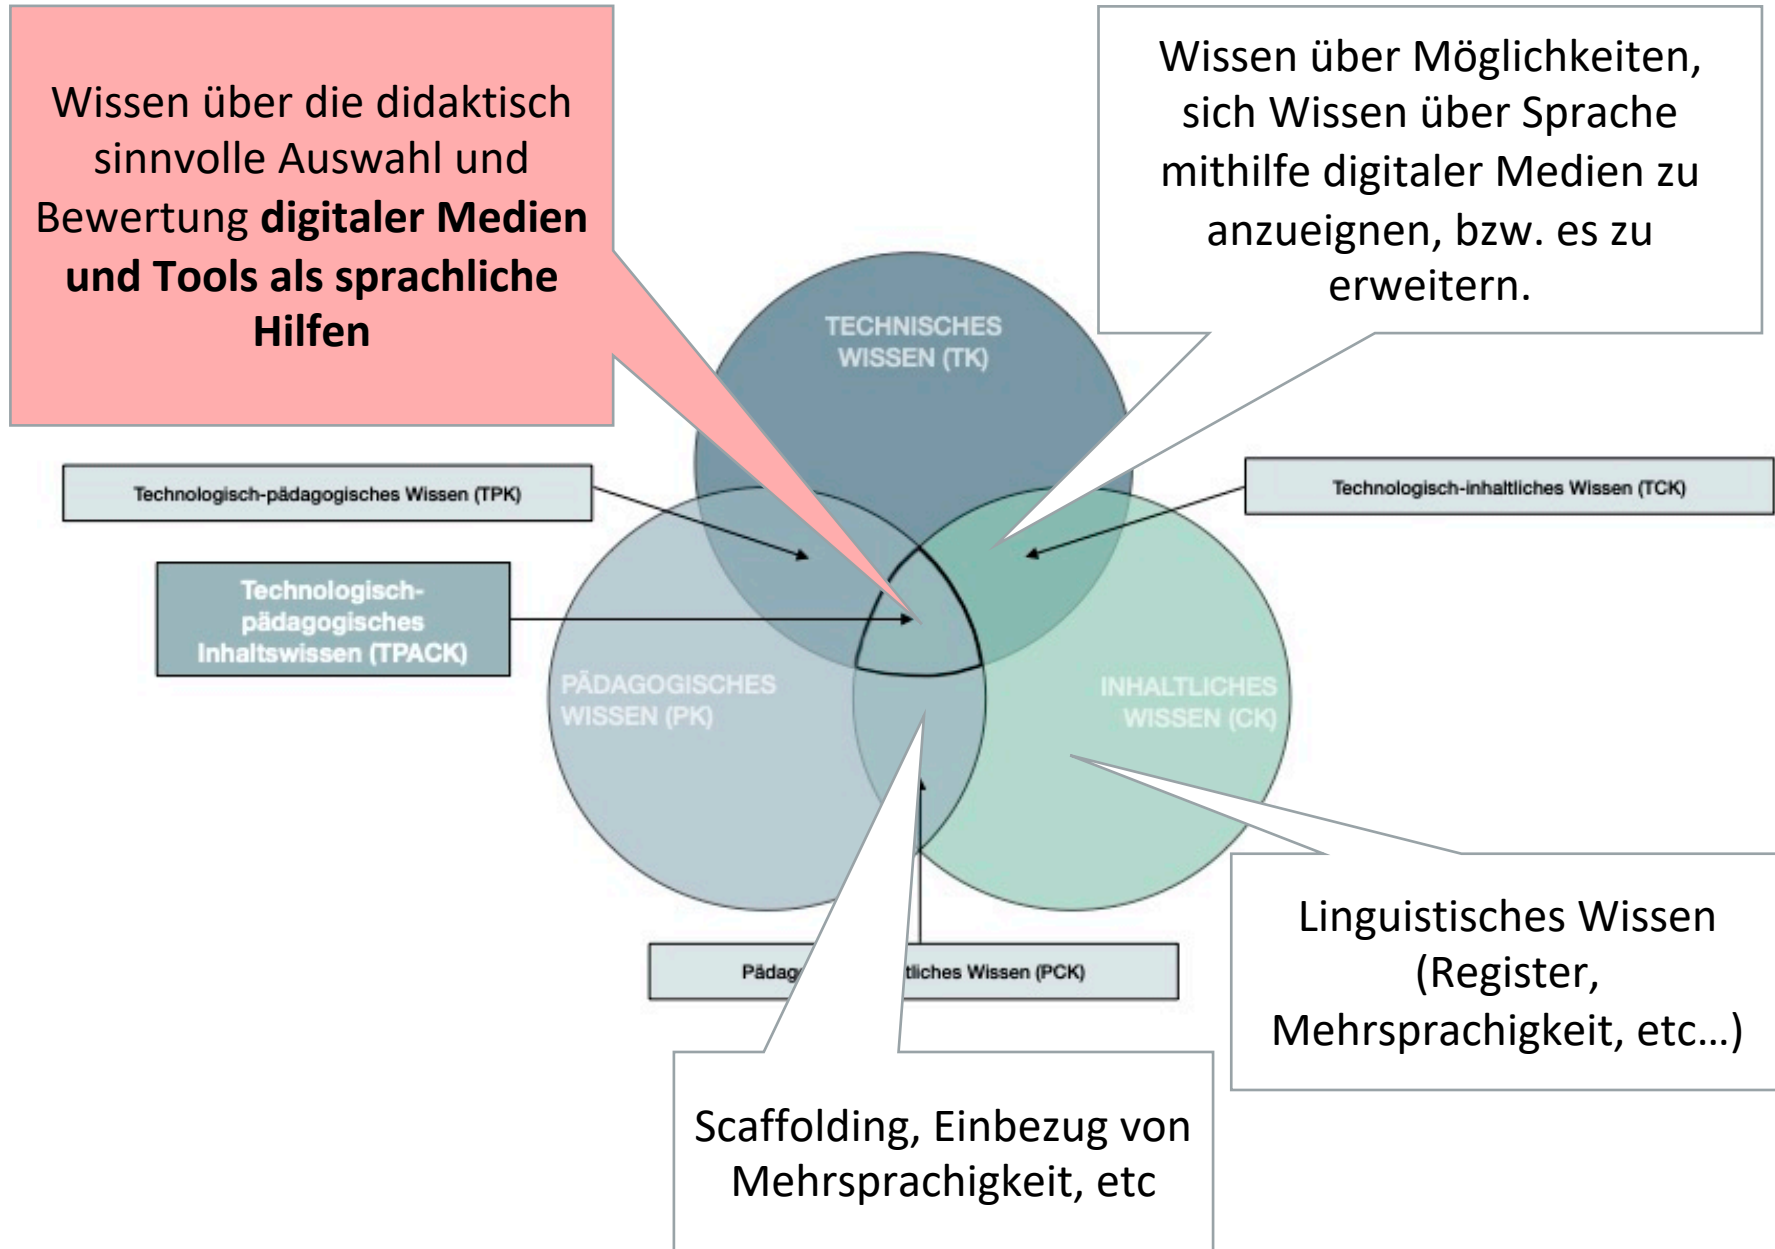 Wissen über die didaktisch
sinnvolle Auswahl und
Bewertung digitaler Medien
und Tools als sprachliche
Hilfen
Wissen über Möglichkeiten,
sich Wissen über Sprache
mithilfe digitaler Medien zu
anzueignen, bzw. es zu
erweitern.
TECHNISCHES
WISSEN (TK)
Technologisch-pädagogisches Wissen (TPK)
Technologisch-inhaltliches Wissen (TCK)
Technologisch-
pädagogisches
Inhaltswissen (TPACK)
PÄDAGOGISCHES
WISSEN (PK)
INHALTLICHES
WISSEN (CK)
Wissen (PCK)
Linguistisches Wissen
(Register,
Mehrsprachigkeit, etc…)
Scaffolding, Einbezug von
Mehrsprachigkeit, etc